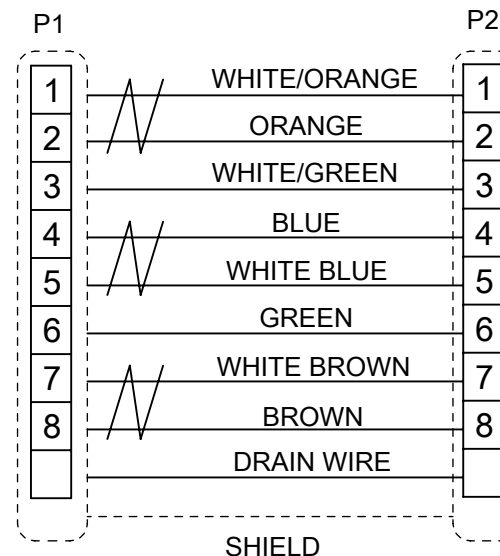 P1 P2
1 WHITE/ORANGE 1
2 ORANGE 2
3 WHITE/GREEN 3
4 BLUE 4
5 WHITE BLUE 5
6 GREEN 6
7 WHITE BROWN 7
8 BROWN 8
DRAIN WIRE
SHIELD